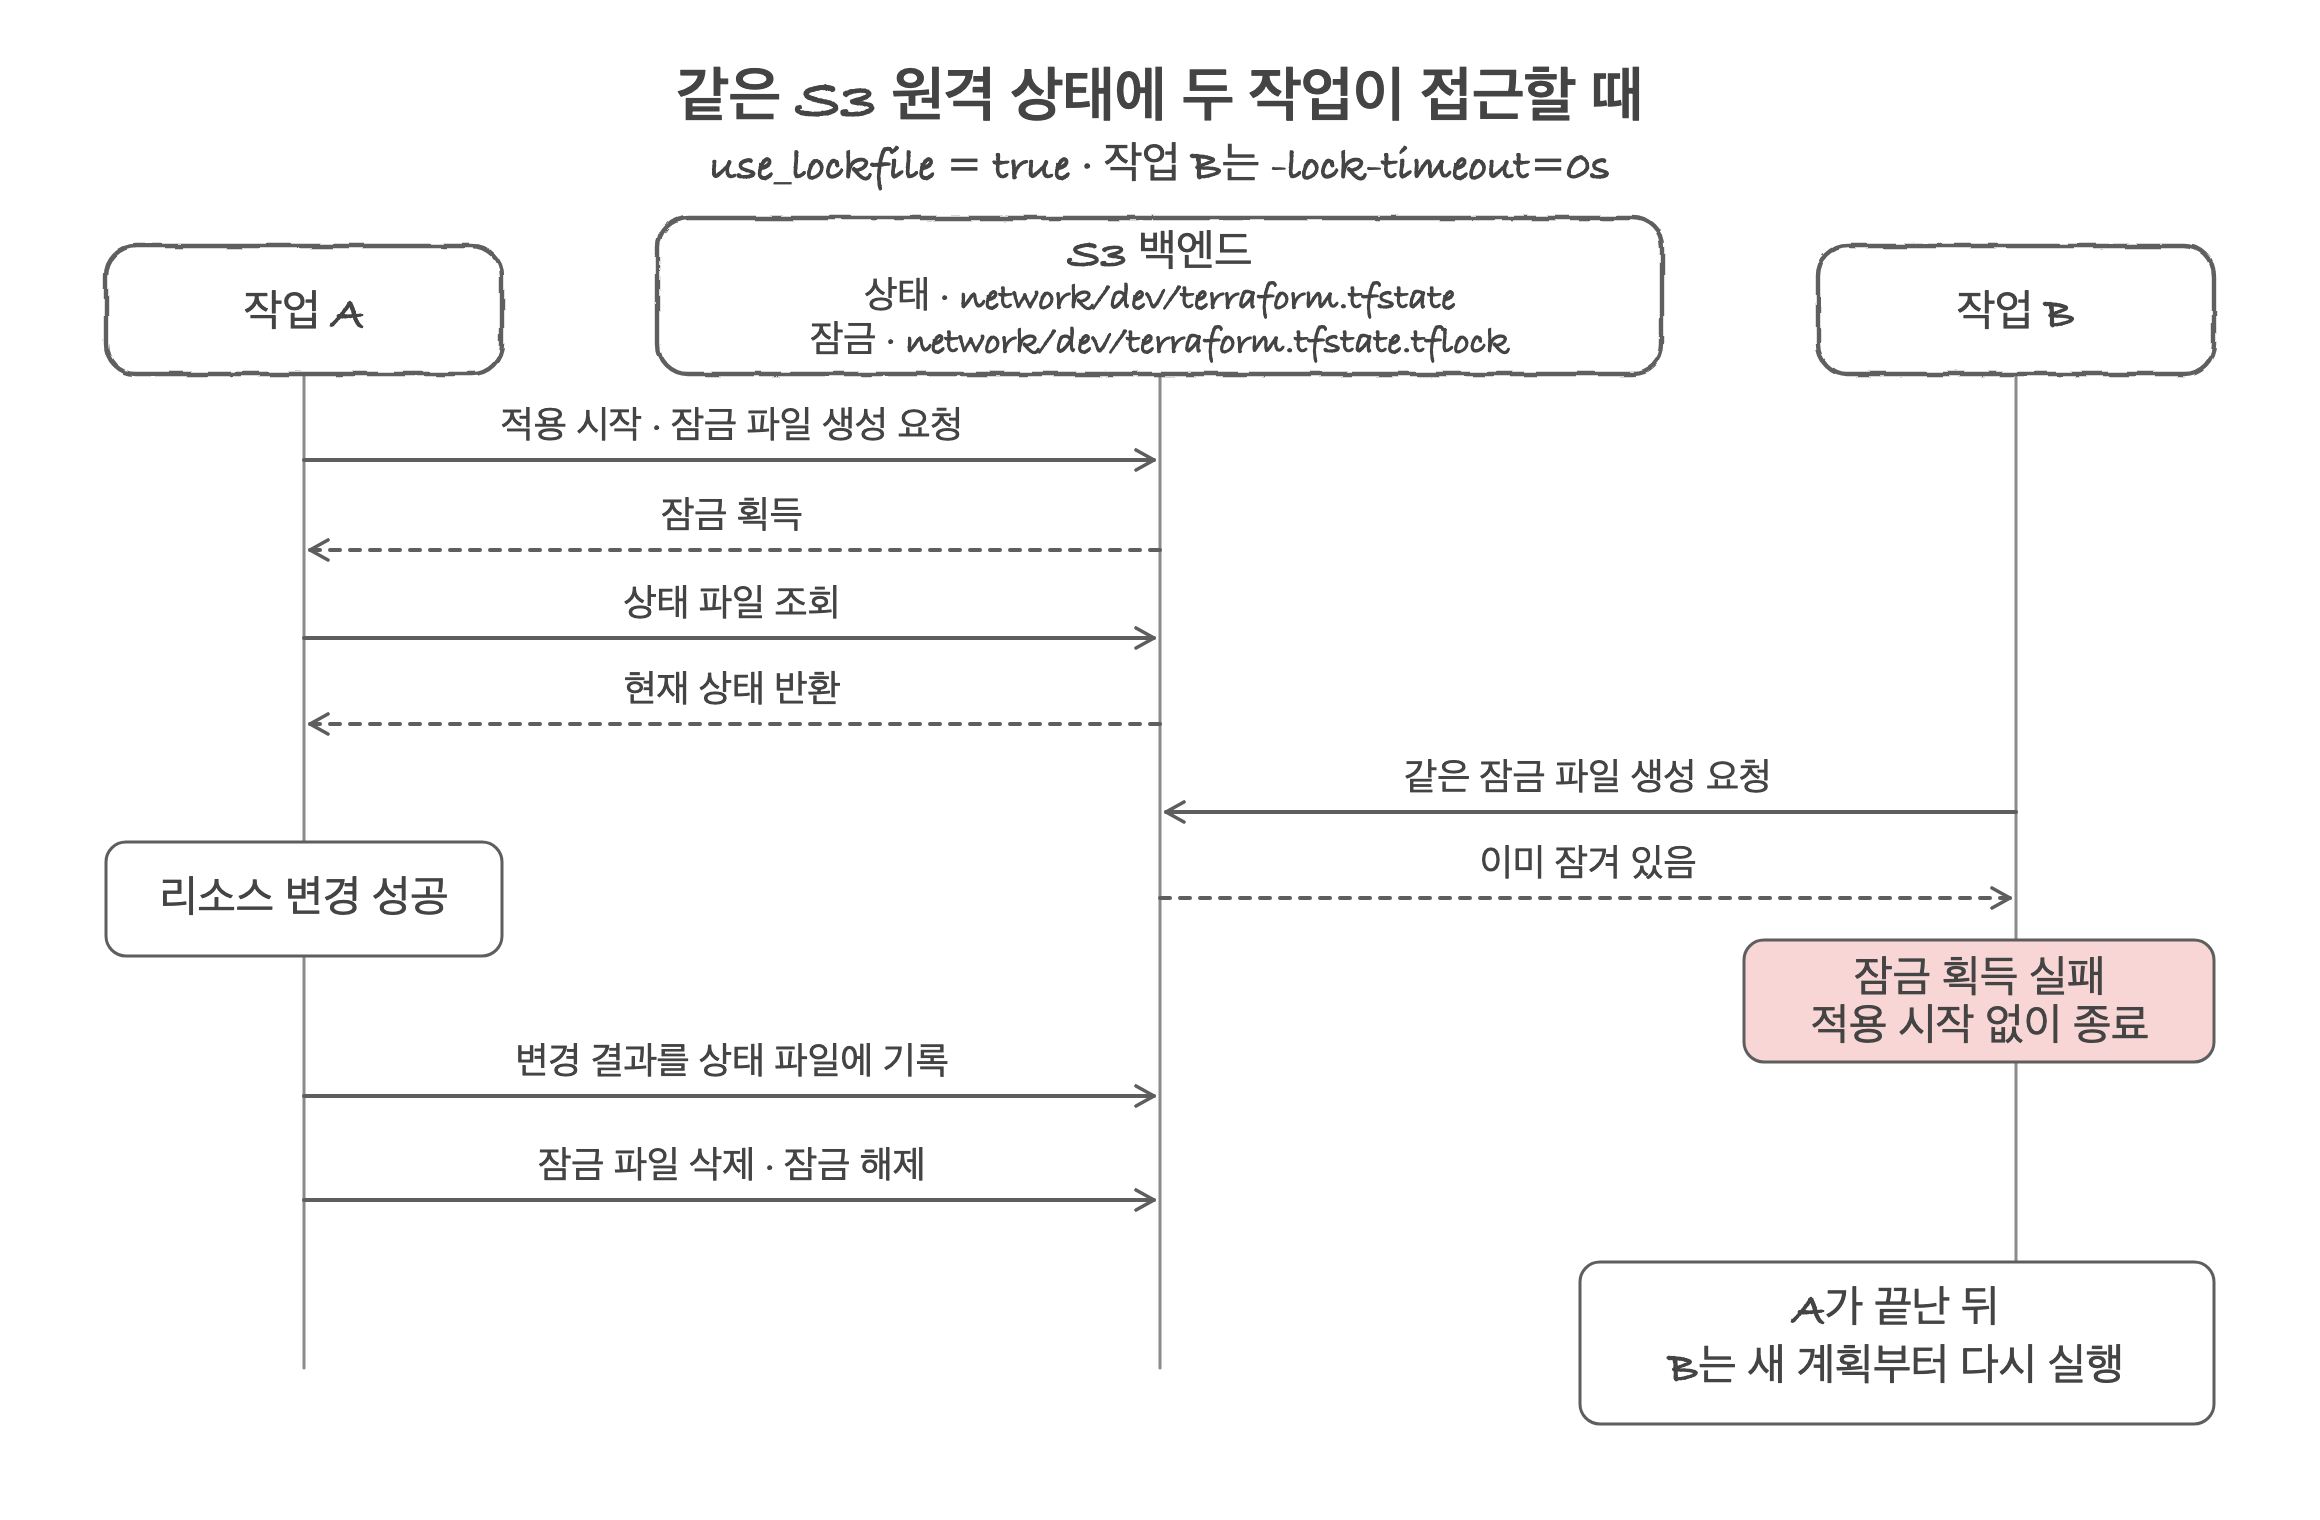 같은 S3 원격 상태에 두 작업이 접근할 때
use_lockfile = true · 작업 B는 -lock-timeout=0s
작업 A
S3 백엔드
상태 · network/dev/terraform.tfstate
잠금 · network/dev/terraform.tfstate.tflock
작업 B
적용 시작 · 잠금 파일 생성 요청
잠금 획득
상태 파일 조회
현재 상태 반환
같은 잠금 파일 생성 요청
이미 잠겨 있음
리소스 변경 성공
잠금 획득 실패
적용 시작 없이 종료
변경 결과를 상태 파일에 기록
잠금 파일 삭제 · 잠금 해제
A가 끝난 뒤
B는 새 계획부터 다시 실행